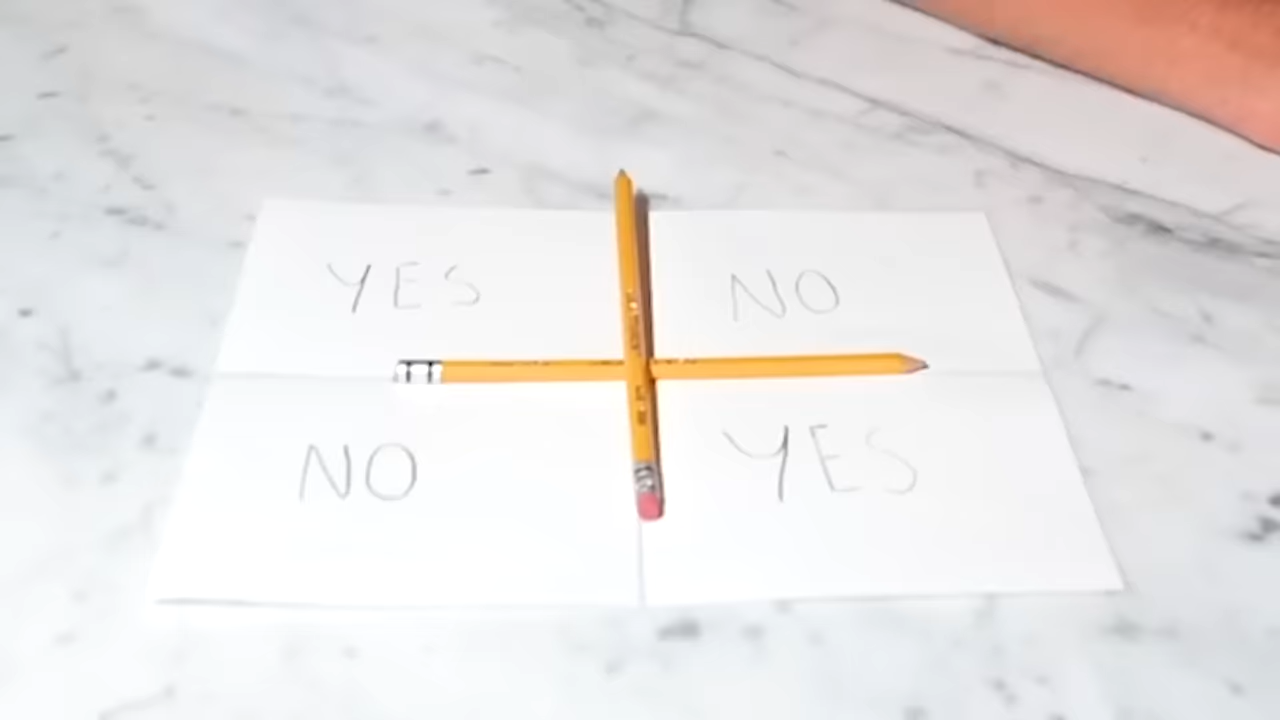 YES NO
NO YES